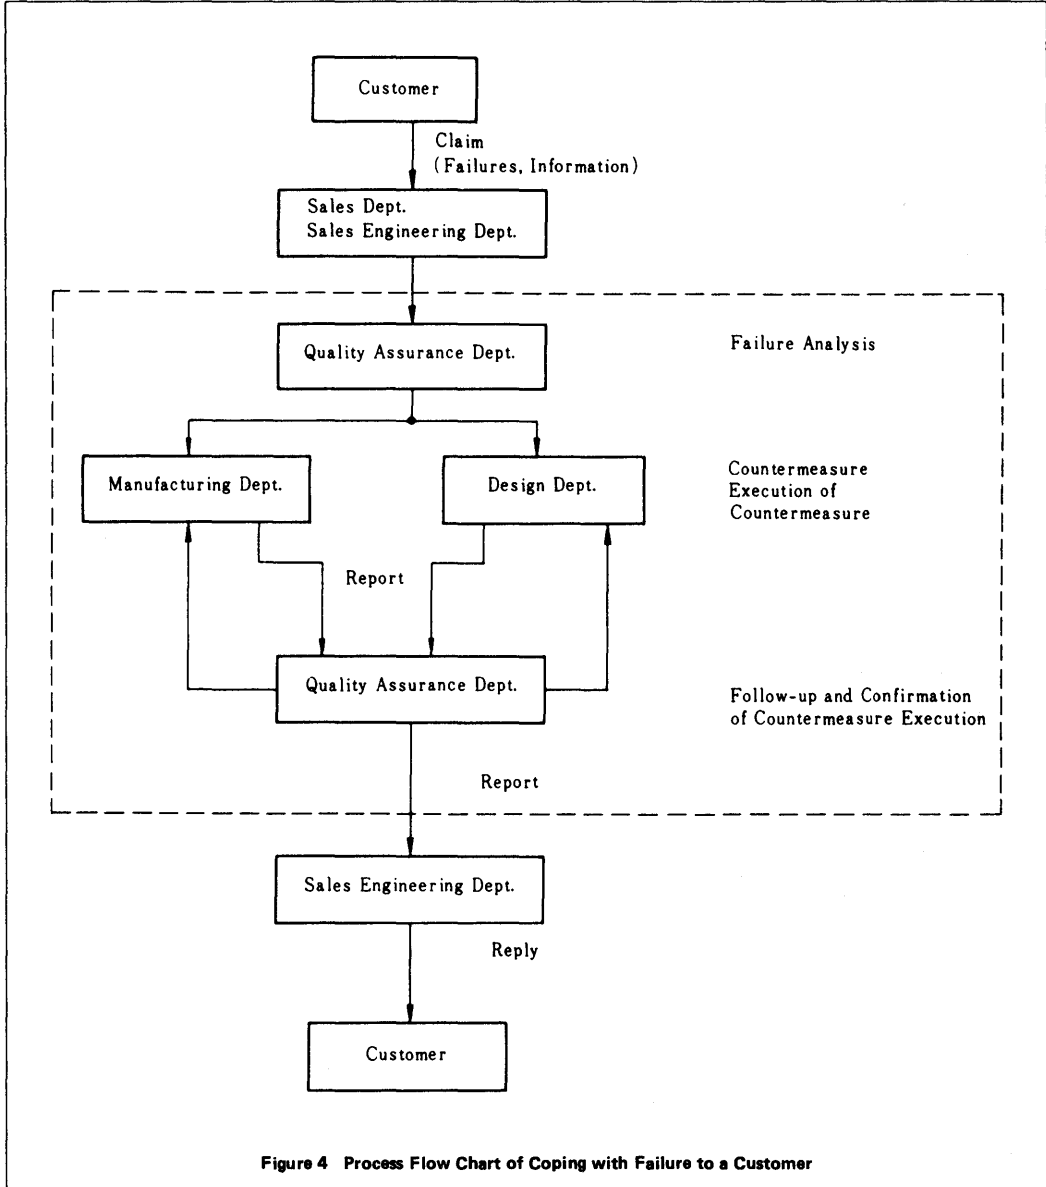 Customer
Claim
(Failures, Information)
Sales Dept.
Sales Engineering Dept.
Quality Assurance Dept.
Failure Analysis
Manufacturing Dept.
Design Dept.
Countermeasure
Execution of
Countermeasure
Report
Quality Assurance Dept.
Follow-up and Confirmation
of Countermeasure Execution
Report
Sales Engineering Dept.
Reply
Customer
Figure 4 Process Flow Chart of Coping with Failure to a Customer